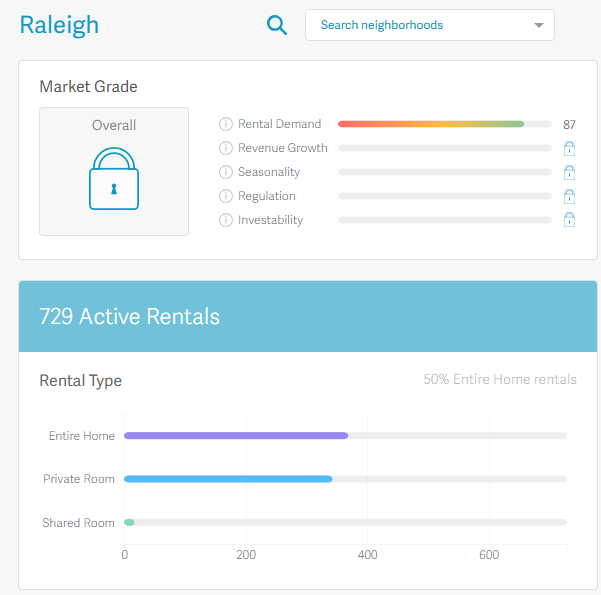 Raleigh
Search neighborhoods
Market Grade
Overall
Rental Demand 87
Revenue Growth
Seasonality
Regulation
Investability
729 Active Rentals
Rental Type 50% Entire Home rentals
Entire Home
Private Room
Shared Room
0 200 400 600